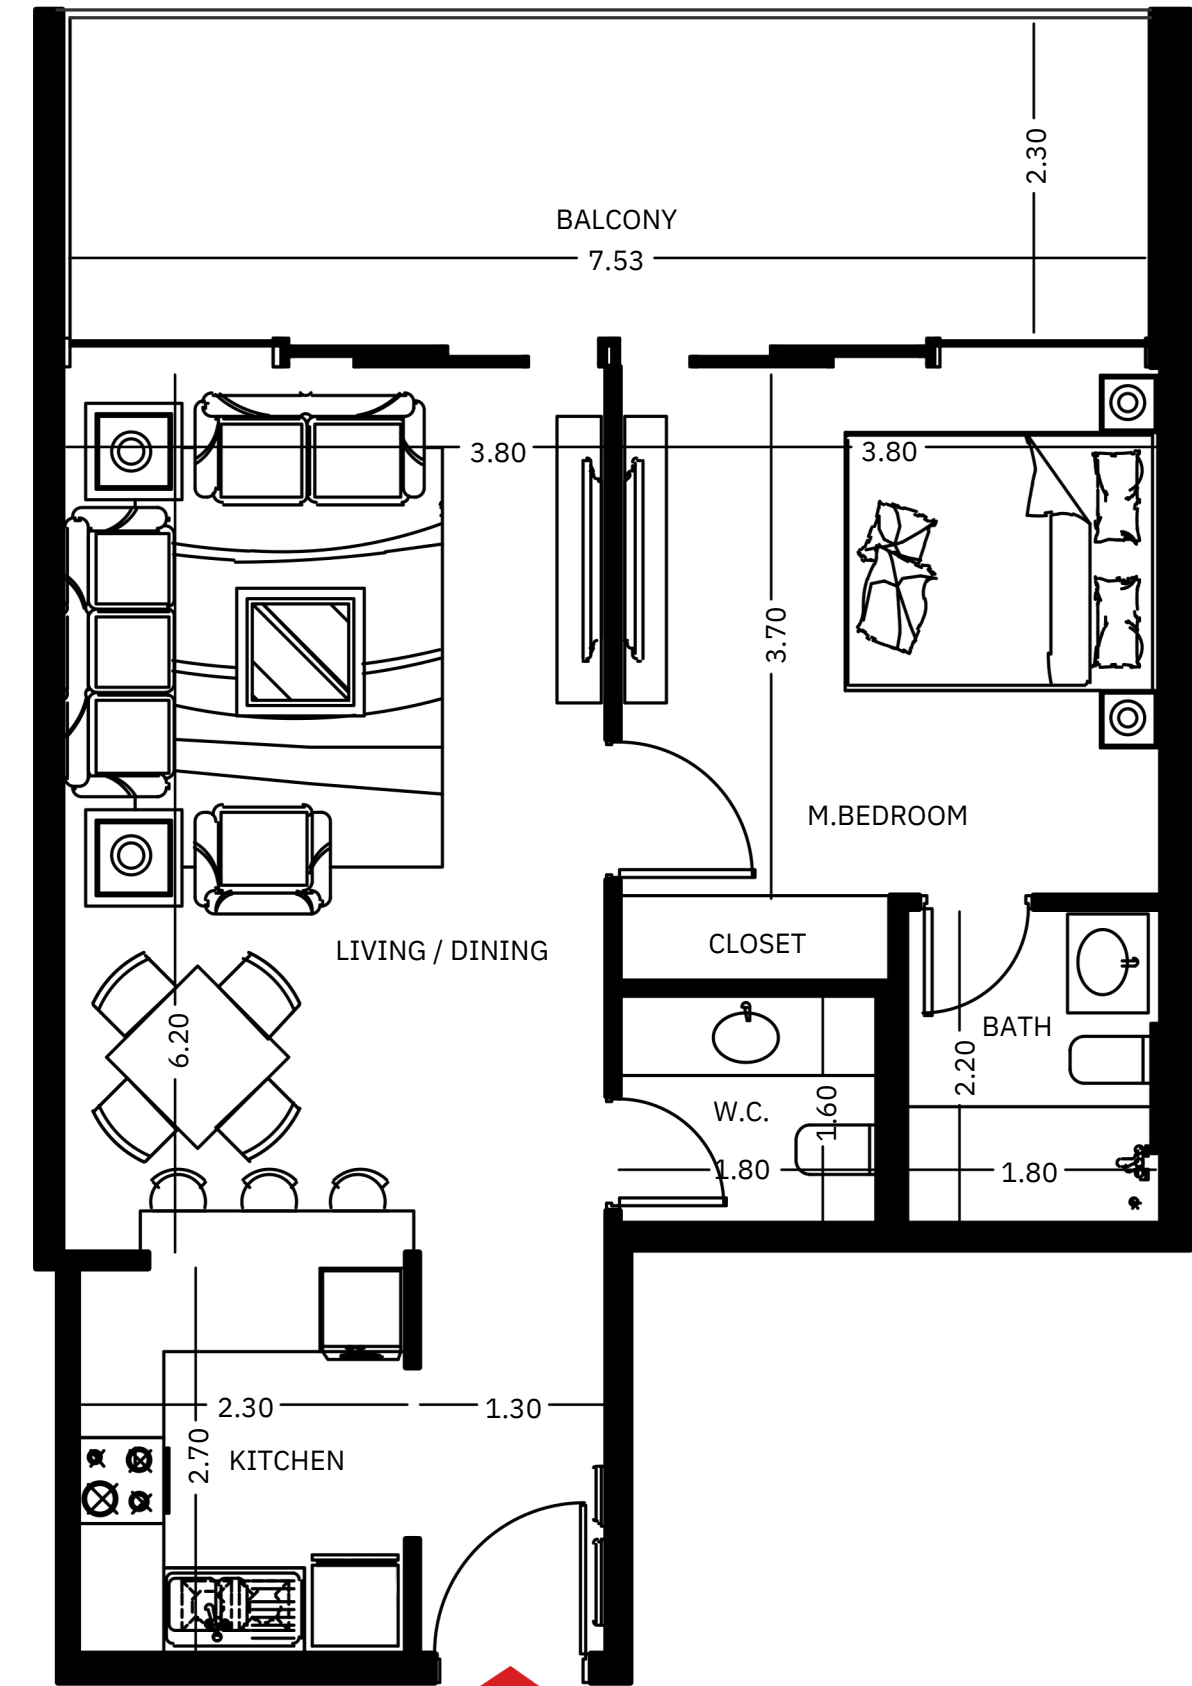 2.30
BALCONY
7.53
3.80
3.80
3.70
M.BEDROOM
CLOSET
LIVING / DINING
6.20
BATH
2.20
W.C.
1.60
1.80
1.80
2.30
1.30
2.70
KITCHEN